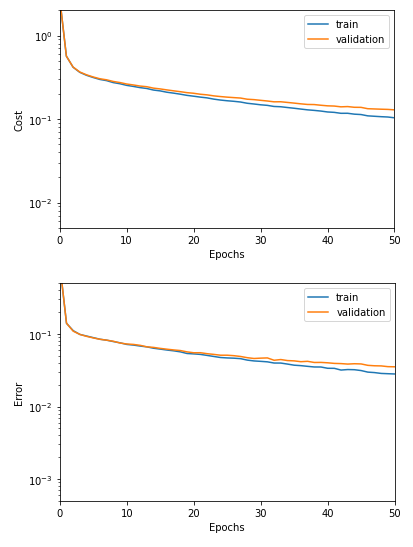 10⁰
10⁻¹
10⁻²
Cost
train
validation
0 10 20 30 40 50
Epochs
10⁻¹
10⁻²
10⁻³
Error
train
validation
0 10 20 30 40 50
Epochs